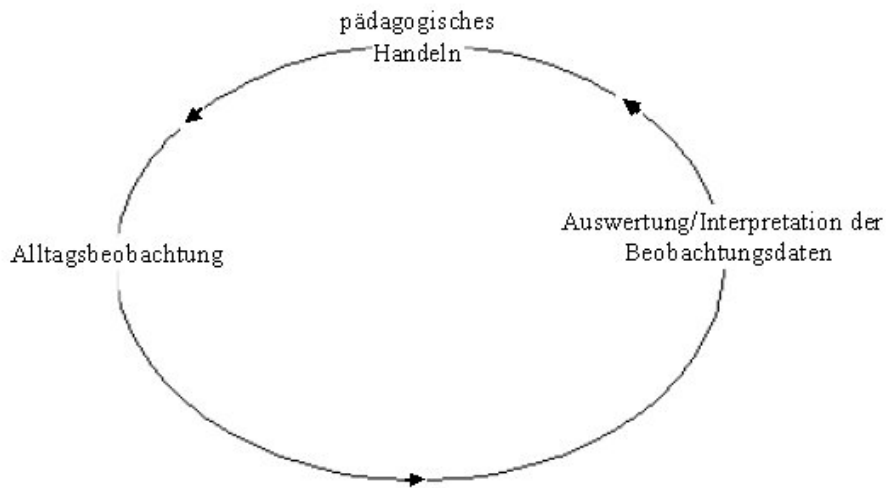 pädagogisches
Handeln
Auswertung/Interpretation der
Beobachtungsdaten
Alltagsbeobachtung